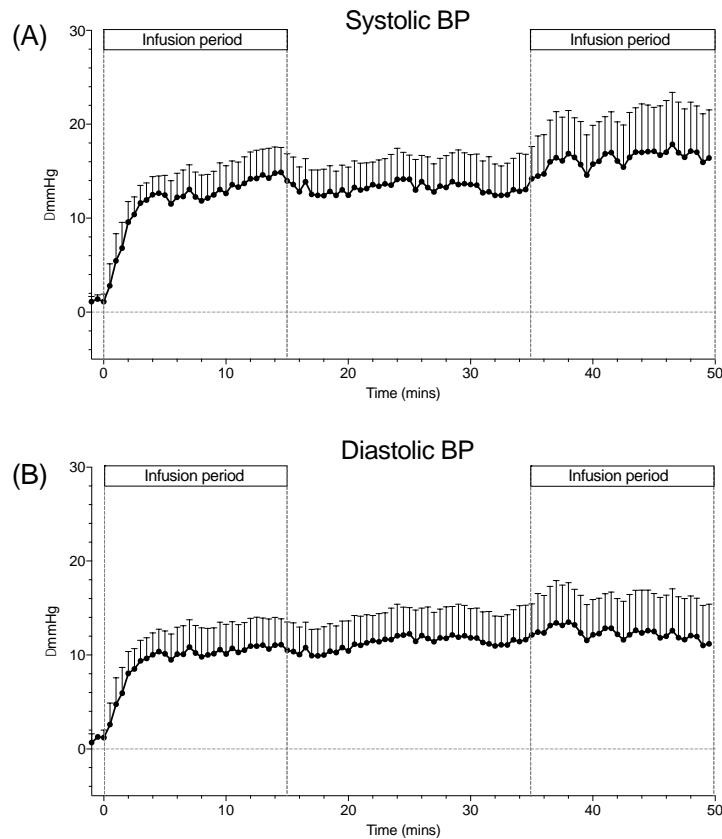 (A)
Systolic BP
30
Infusion period
Infusion period
20
10
0
DmmHg
0
10
20
30
40
50
Time (mins)
(B)
Diastolic BP
30
Infusion period
Infusion period
20
10
0
DmmHg
0
10
20
30
40
50
Time (mins)